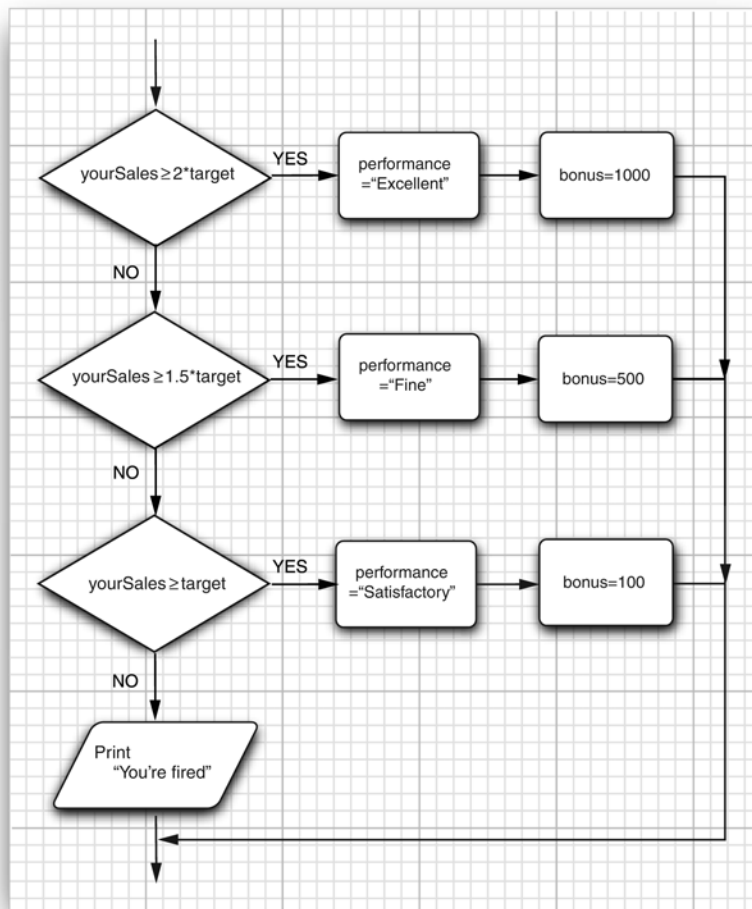 yourSales≥2*target
YES
performance
="Excellent"
bonus=1000
NO
yourSales≥1.5*target
YES
performance
="Fine"
bonus=500
NO
yourSales≥target
YES
performance
="Satisfactory"
bonus=100
NO
Print
"You're fired"